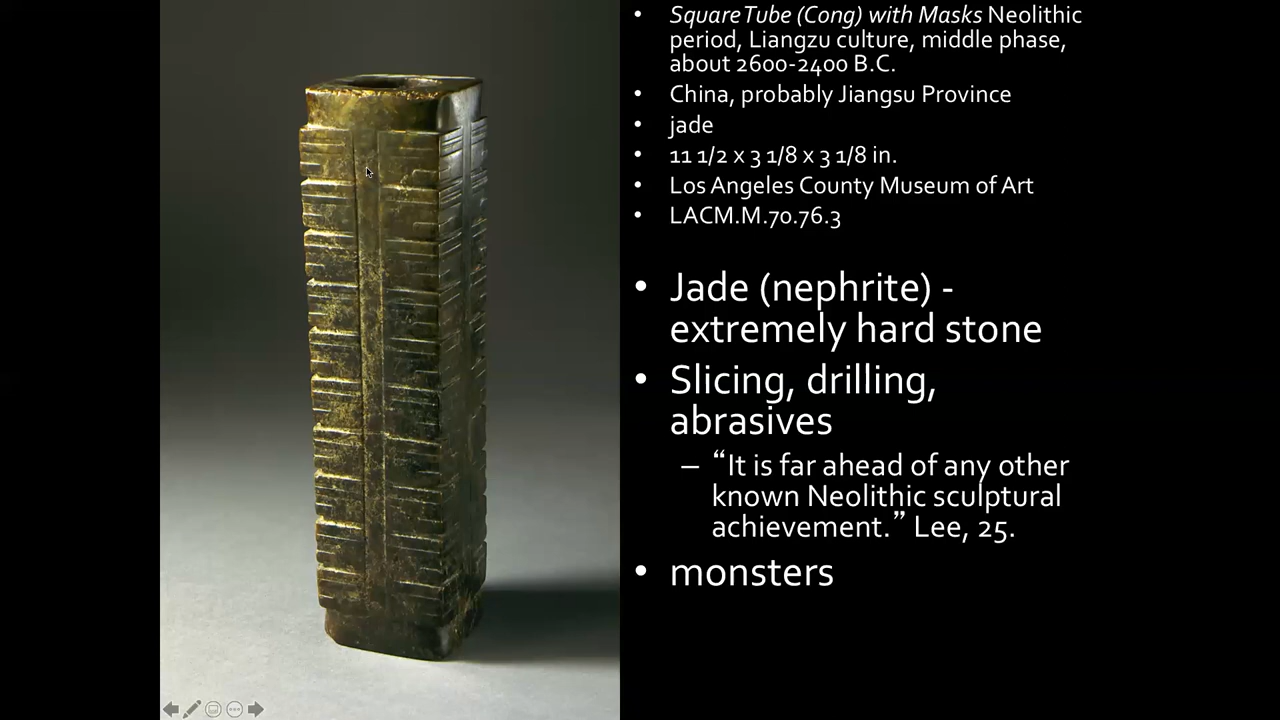 • Square Tube (Cong) with Masks Neolithic
period, Liangzu culture, middle phase,
about 2600-2400 B.C.
• China, probably Jiangsu Province
• jade
• 11 1/2 x 3 1/8 x 3 1/8 in.
• Los Angeles County Museum of Art
• LACM.M.70.76.3
• Jade (nephrite) -
extremely hard stone
• Slicing, drilling,
abrasives
– “It is far ahead of any other
known Neolithic sculptural
achievement.” Lee, 25.
• monsters